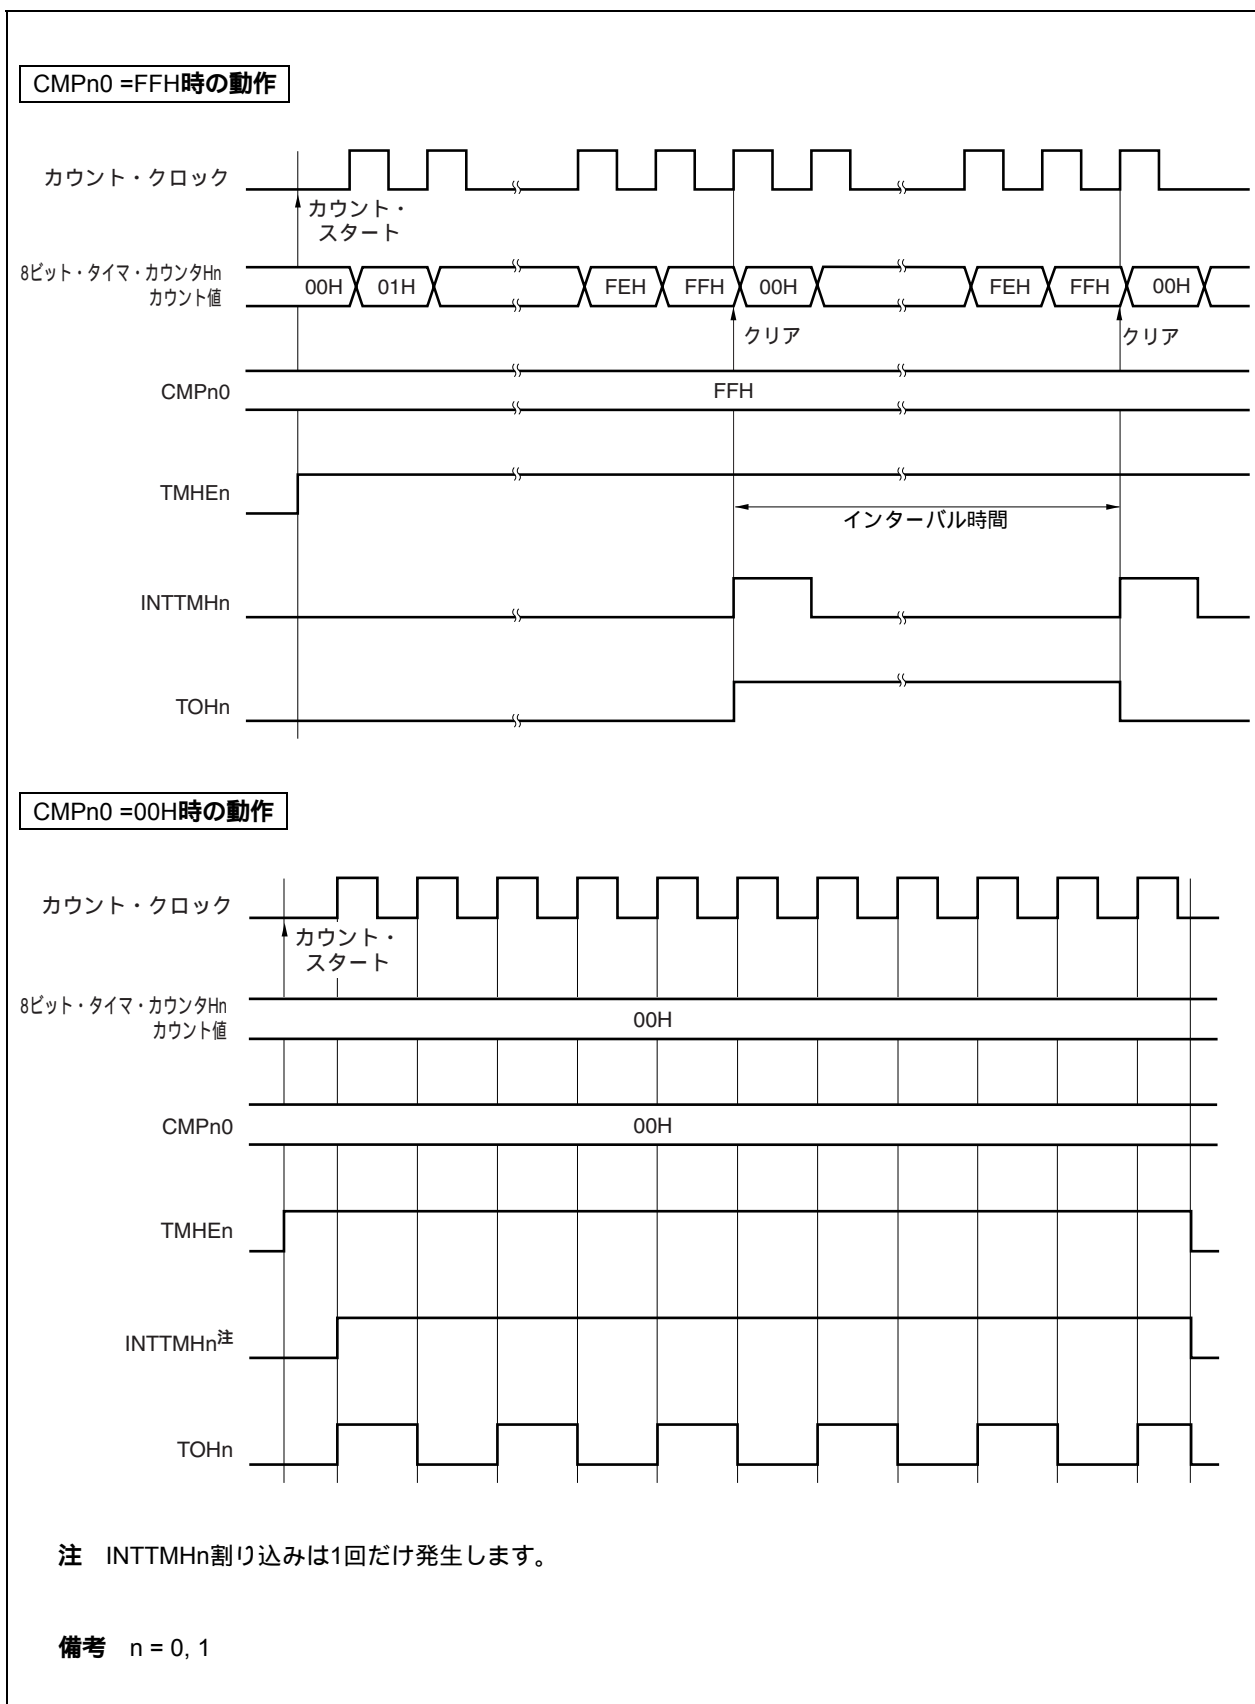 CMPn0 =FFH時の動作
カウント・クロック
カウント・
スタート
8ビット・タイマ・カウンタHn
カウント値
00H 01H FEH FFH 00H FEH FFH 00H
クリア クリア
CMPn0 FFH
TMHEn
インターバル時間
INTTMHn
TOHn
CMPn0 =00H時の動作
カウント・クロック
カウント・
スタート
8ビット・タイマ・カウンタHn
カウント値
00H
CMPn0 00H
TMHEn
INTTMHn注
TOHn
注 INTTMHn割り込みは1回だけ発生します。
備考 n = 0, 1